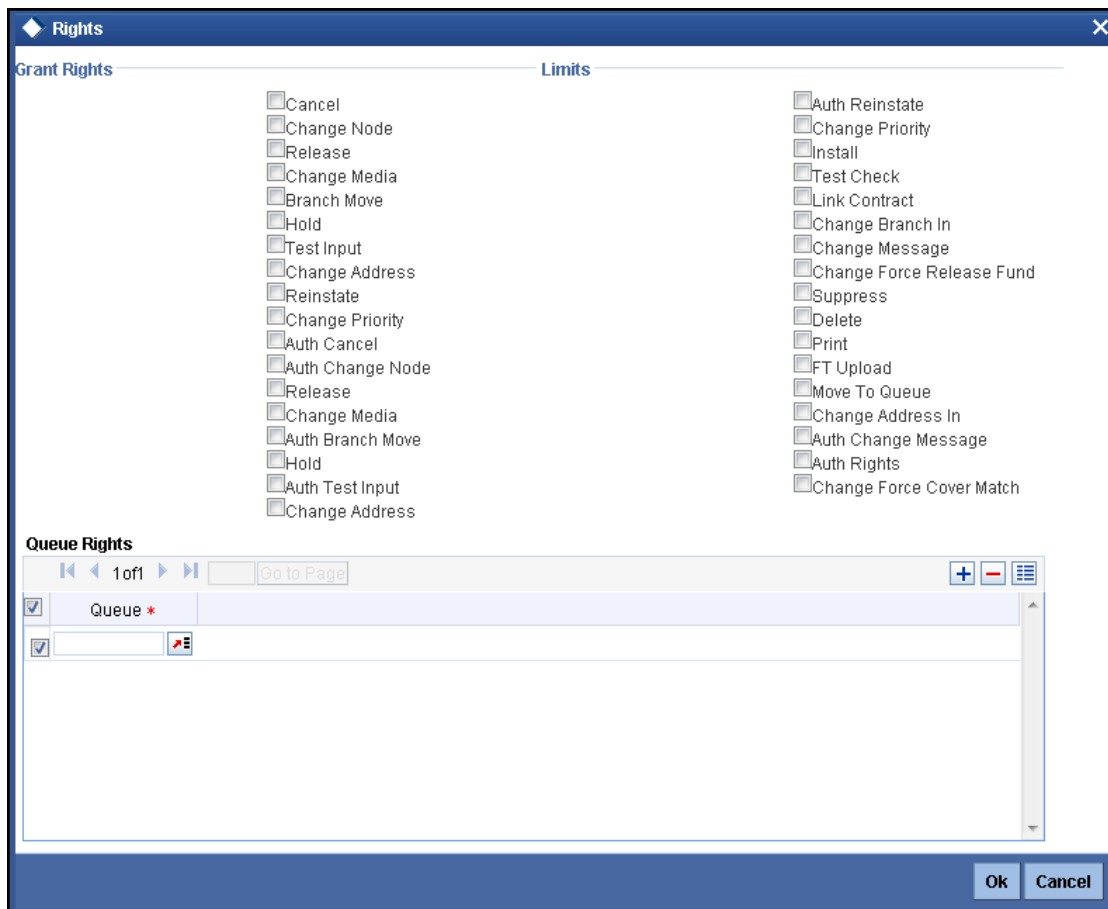 Rights
Grant Rights
Cancel
Change Node
Release
Change Media
Branch Move
Hold
Test Input
Change Address
Reinstate
Change Priority
Auth Cancel
Auth Change Node
Release
Change Media
Auth Branch Move
Hold
Auth Test Input
Change Address
Limits
Auth Reinstate
Change Priority
Install
Test Check
Link Contract
Change Branch In
Change Message
Change Force Release Fund
Suppress
Delete
Print
FT Upload
Move To Queue
Change Address In
Auth Change Message
Auth Rights
Change Force Cover Match
Queue Rights
1of1 Go to Page
Queue *
Ok Cancel